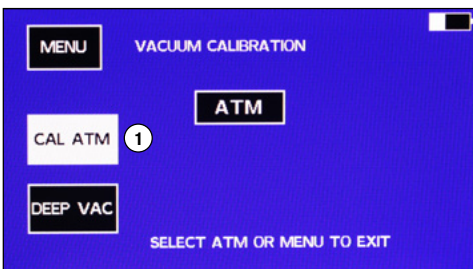 MENU
VACUUM CALIBRATION
ATM
CAL ATM
1
DEEP VAC
SELECT ATM OR MENU TO EXIT